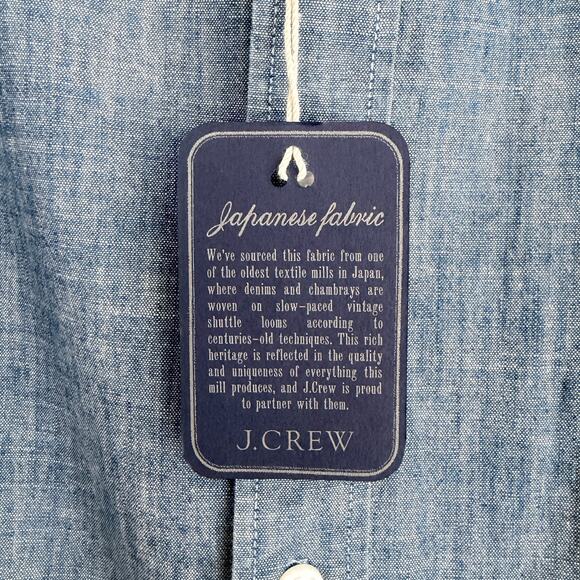 Japanese fabric
We've sourced this fabric from one
of the oldest textile mills in Japan,
where denims and chambrays are
woven on slow-paced vintage
shuttle looms according to
centuries-old techniques. This rich
heritage is reflected in the quality
and uniqueness of everything this
mill produces, and J.Crew is proud
to partner with them.
J.CREW